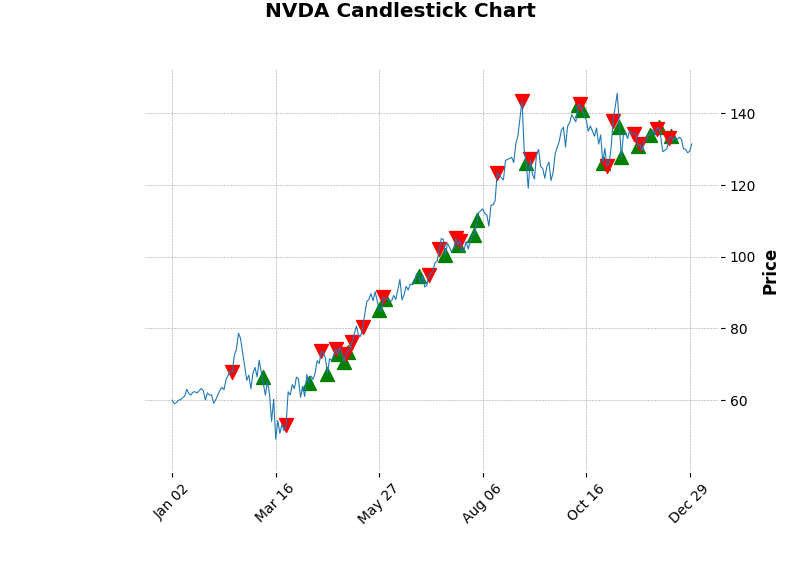 NVDA Candlestick Chart
140
120
100
80
60
Price
Jan 02
Mar 16
May 27
Aug 06
Oct 16
Dec 29